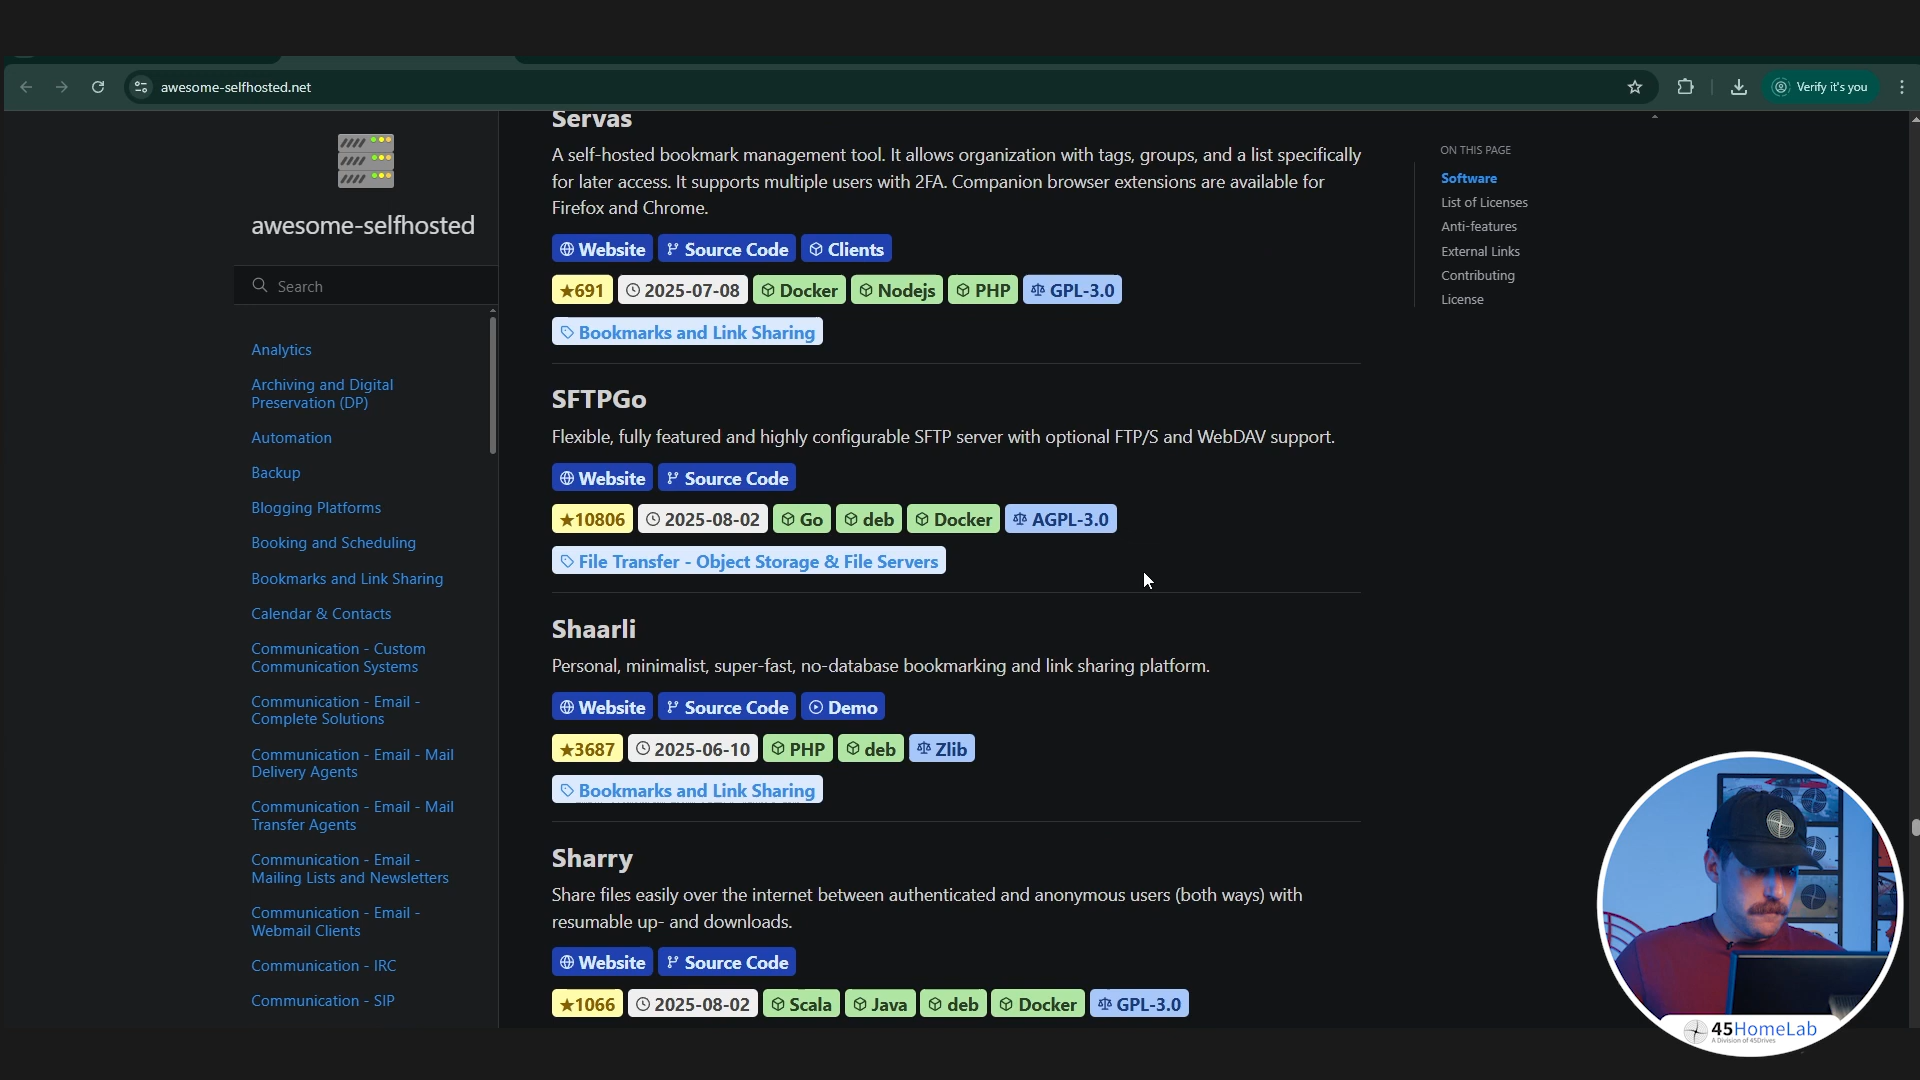 awesome-selfhosted.net
Verify it's you
awesome-selfhosted
Search
Analytics
Archiving and Digital
Preservation (DP)
Automation
Backup
Blogging Platforms
Booking and Scheduling
Bookmarks and Link Sharing
Calendar & Contacts
Communication - Custom
Communication Systems
Communication - Email -
Complete Solutions
Communication - Email - Mail
Delivery Agents
Communication - Email - Mail
Transfer Agents
Communication - Email -
Mailing Lists and Newsletters
Communication - Email -
Webmail Clients
Communication - IRC
Communication - SIP
Servas
A self-hosted bookmark management tool. It allows organization with tags, groups, and a list specifically
for later access. It supports multiple users with 2FA. Companion browser extensions are available for
Firefox and Chrome.
Website Source Code Clients
★691 2025-07-08 Docker Nodejs PHP GPL-3.0
Bookmarks and Link Sharing
SFTPGo
Flexible, fully featured and highly configurable SFTP server with optional FTP/S and WebDAV support.
Website Source Code
★10806 2025-08-02 Go deb Docker AGPL-3.0
File Transfer - Object Storage & File Servers
Shaarli
Personal, minimalist, super-fast, no-database bookmarking and link sharing platform.
Website Source Code Demo
★3687 2025-06-10 PHP deb Zlib
Bookmarks and Link Sharing
Sharry
Share files easily over the internet between authenticated and anonymous users (both ways) with
resumable up- and downloads.
Website Source Code
★1066 2025-08-02 Scala Java deb Docker GPL-3.0
ON THIS PAGE
Software
List of Licenses
Anti-features
External Links
Contributing
License
45HomeLab
A Division of 45Drives